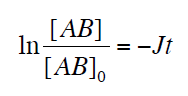 ln [AB] / [AB]₀ = −Jt